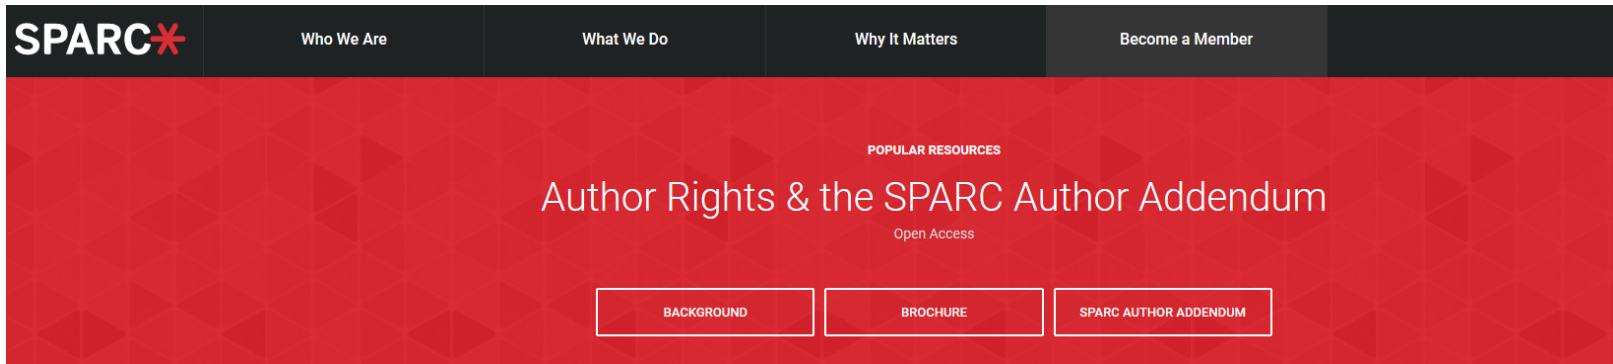 SPARC
Who We Are
What We Do
Why It Matters
Become a Member
POPULAR RESOURCES
Author Rights & the SPARC Author Addendum
Open Access
BACKGROUND
BROCHURE
SPARC AUTHOR ADDENDUM